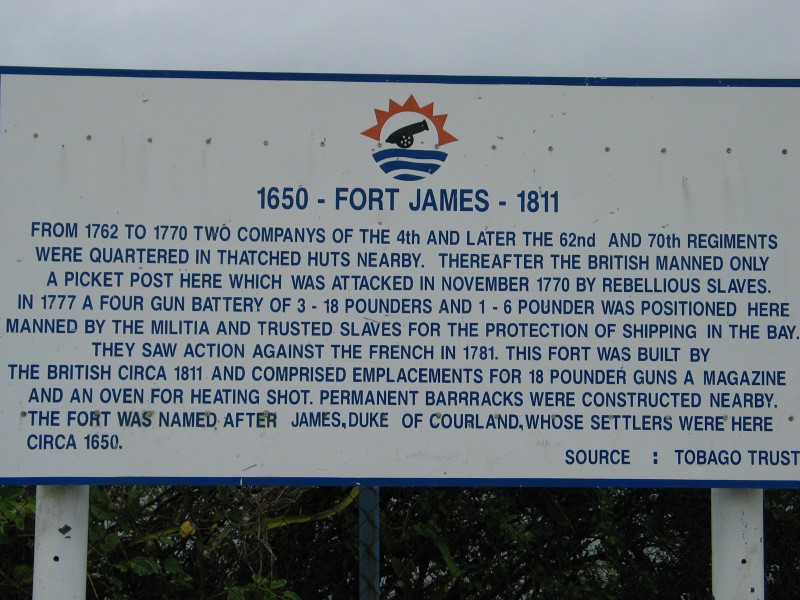 1650 - FORT JAMES - 1811
FROM 1762 TO 1770 TWO COMPANYS OF THE 4th AND LATER THE 62nd AND 70th REGIMENTS
WERE QUARTERED IN THATCHED HUTS NEARBY. THEREAFTER THE BRITISH MANNED ONLY
A PICKET POST HERE WHICH WAS ATTACKED IN NOVEMBER 1770 BY REBELLIOUS SLAVES.
IN 1777 A FOUR GUN BATTERY OF 3 - 18 POUNDERS AND 1 - 6 POUNDER WAS POSITIONED HERE
MANNED BY THE MILITIA AND TRUSTED SLAVES FOR THE PROTECTION OF SHIPPING IN THE BAY.
THEY SAW ACTION AGAINST THE FRENCH IN 1781. THIS FORT WAS BUILT BY
THE BRITISH CIRCA 1811 AND COMPRISED EMPLACEMENTS FOR 18 POUNDER GUNS A MAGAZINE
AND AN OVEN FOR HEATING SHOT. PERMANENT BARRRACKS WERE CONSTRUCTED NEARBY.
THE FORT WAS NAMED AFTER JAMES, DUKE OF COURLAND, WHOSE SETTLERS WERE HERE
CIRCA 1650.
SOURCE : TOBAGO TRUST